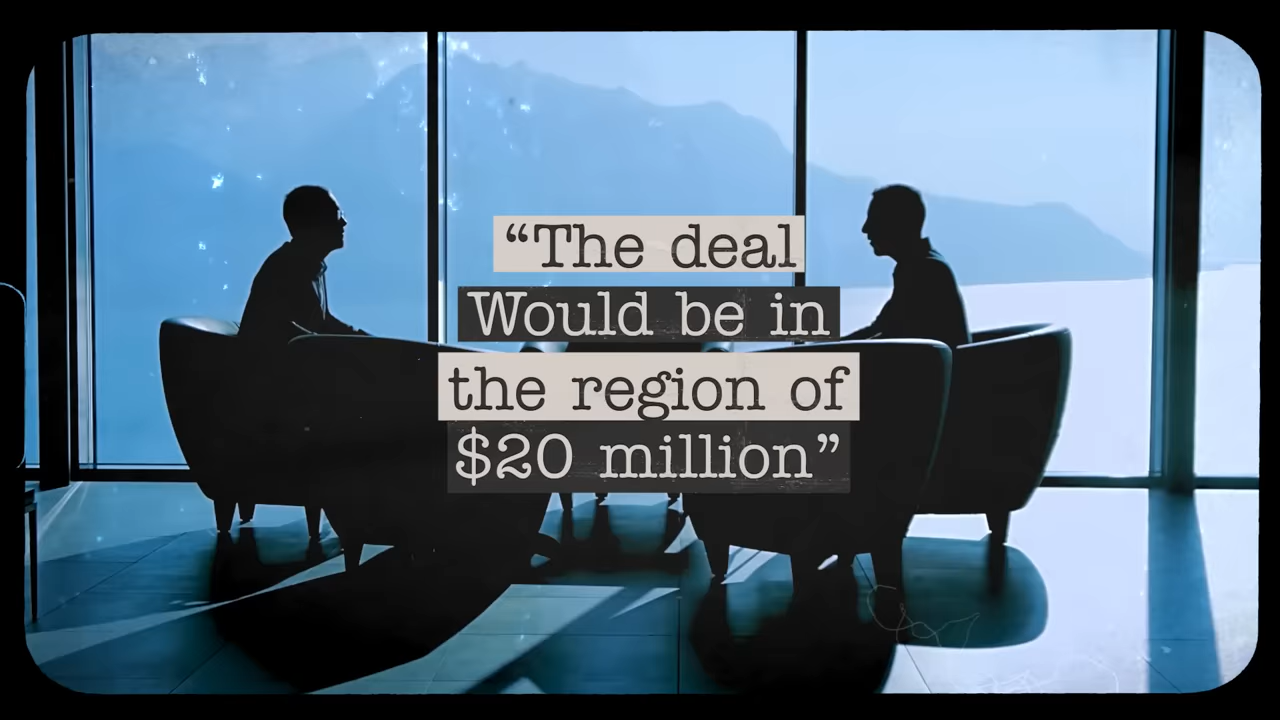 “The deal
Would be in
the region of
$20 million”